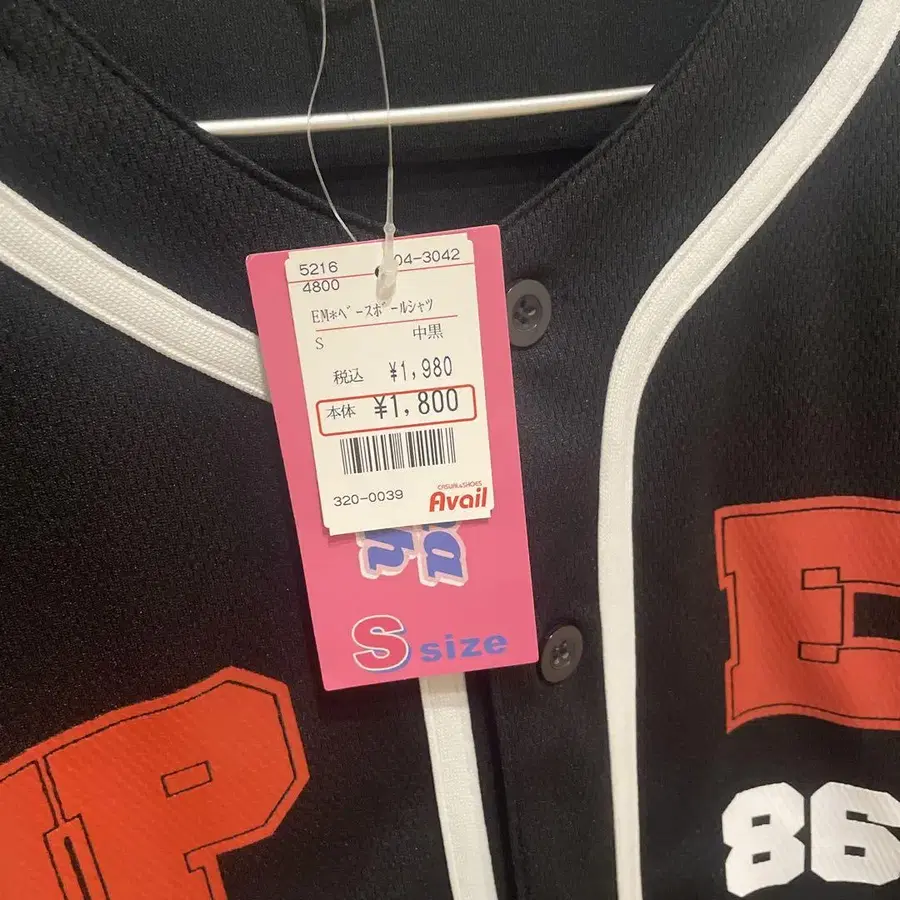 5216 04-3042
4800
EM*ﾍﾞｰｽﾎﾞｰﾙｼｬﾂ
S 中黒
税込 ¥1,980
本体 ¥1,800
320-0039
CASUAL&SHOES
Avail
S size
P E
86